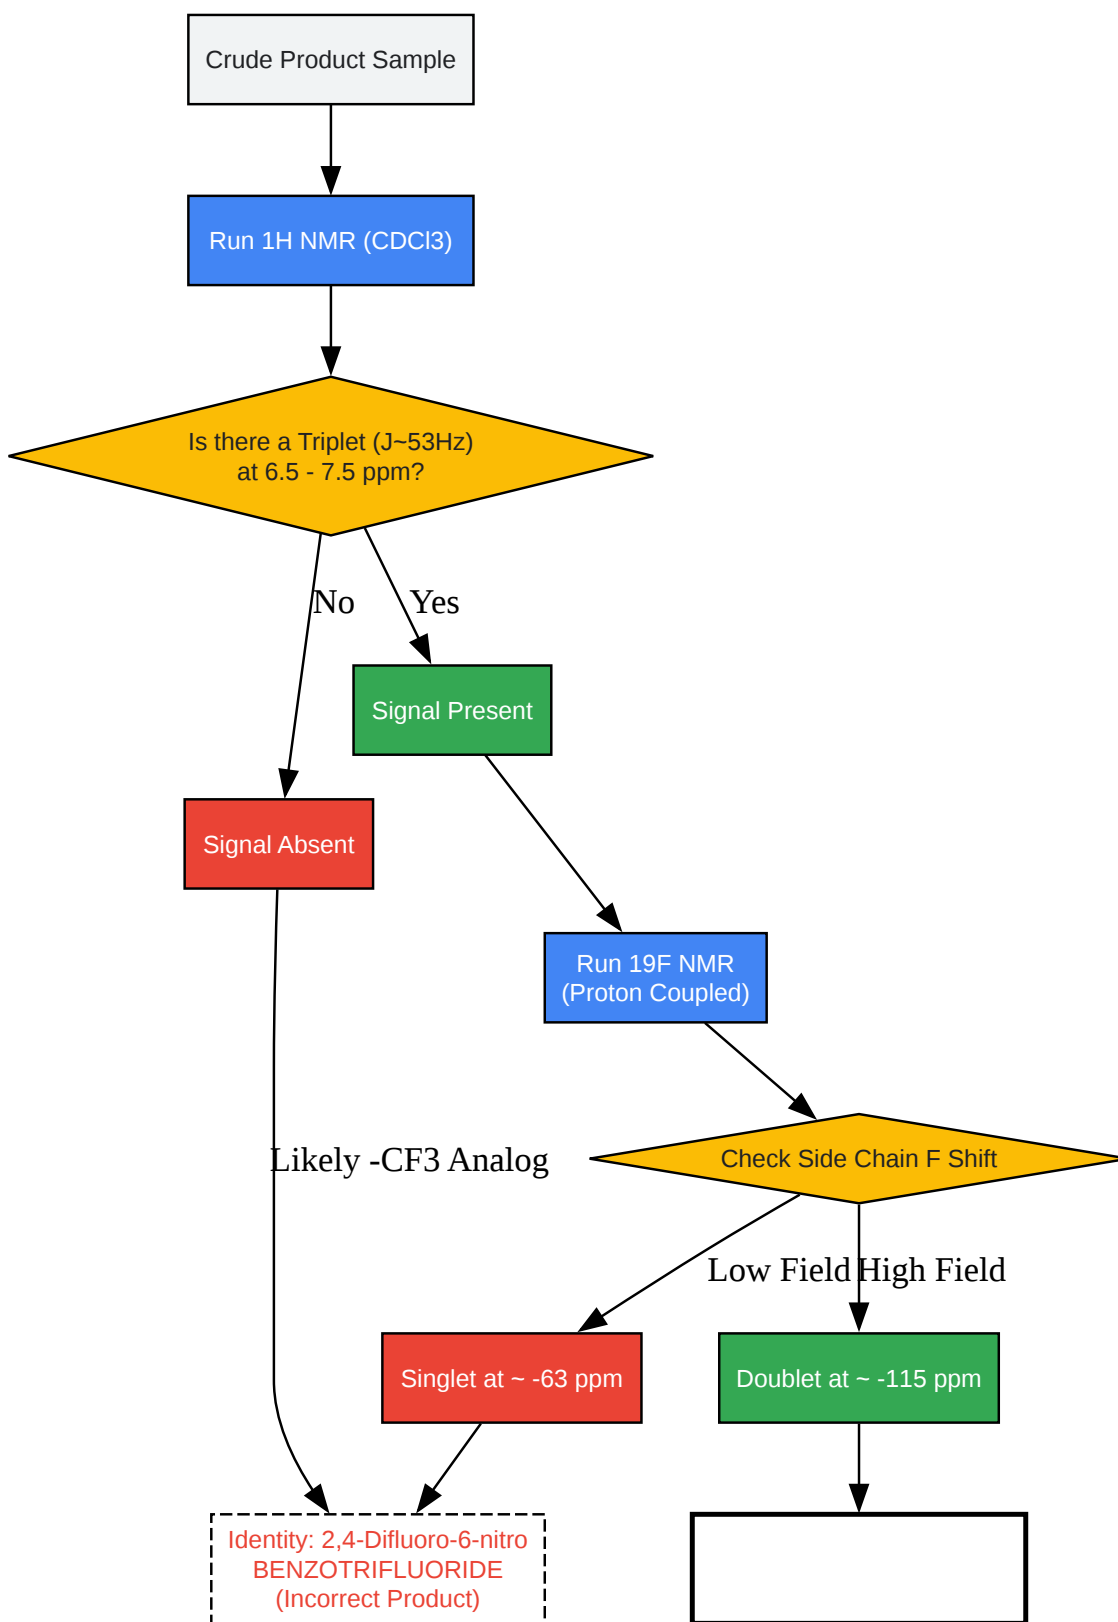 Crude Product Sample
Run 1H NMR (CDCl3)
Is there a Triplet (J~53Hz)
at 6.5 - 7.5 ppm?
No
Yes
Signal Present
Signal Absent
Run 19F NMR
(Proton Coupled)
Likely -CF3 Analog
Check Side Chain F Shift
Low Field
High Field
Singlet at ~ -63 ppm
Doublet at ~ -115 ppm
Identity: 2,4-Difluoro-6-nitro
BENZOTRIFLUORIDE
(Incorrect Product)